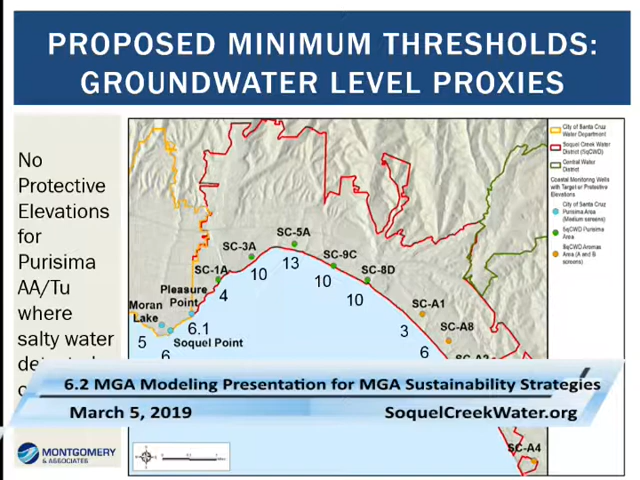 PROPOSED MINIMUM THRESHOLDS:
GROUNDWATER LEVEL PROXIES
No
Protective
Elevations
for
Purisima
AA/Tu
where
salty water
City of Santa Cruz
Water Department
Soquel Creek Water
District (SqCWD)
Central Water
District
Coastal Monitoring Wells
with Target or Protective
Elevations
City of Santa Cruz
Purisima Area
(Medium screens)
SqCWD Purisima
Area
SqCWD Aromas
Area (A and B
screens)
SC-5A
SC-3A
13
SC-9C
SC-1A
10
SC-8D
10
Pleasure
Point
4
10
Moran
Lake
6.1
SC-A1
3
SC-A8
5
Soquel Point
6
6
6.2 MGA Modeling Presentation for MGA Sustainability Strategies
March 5, 2019
SoquelCreekWater.org
SC-A4
MONTGOMERY
& ASSOCIATES